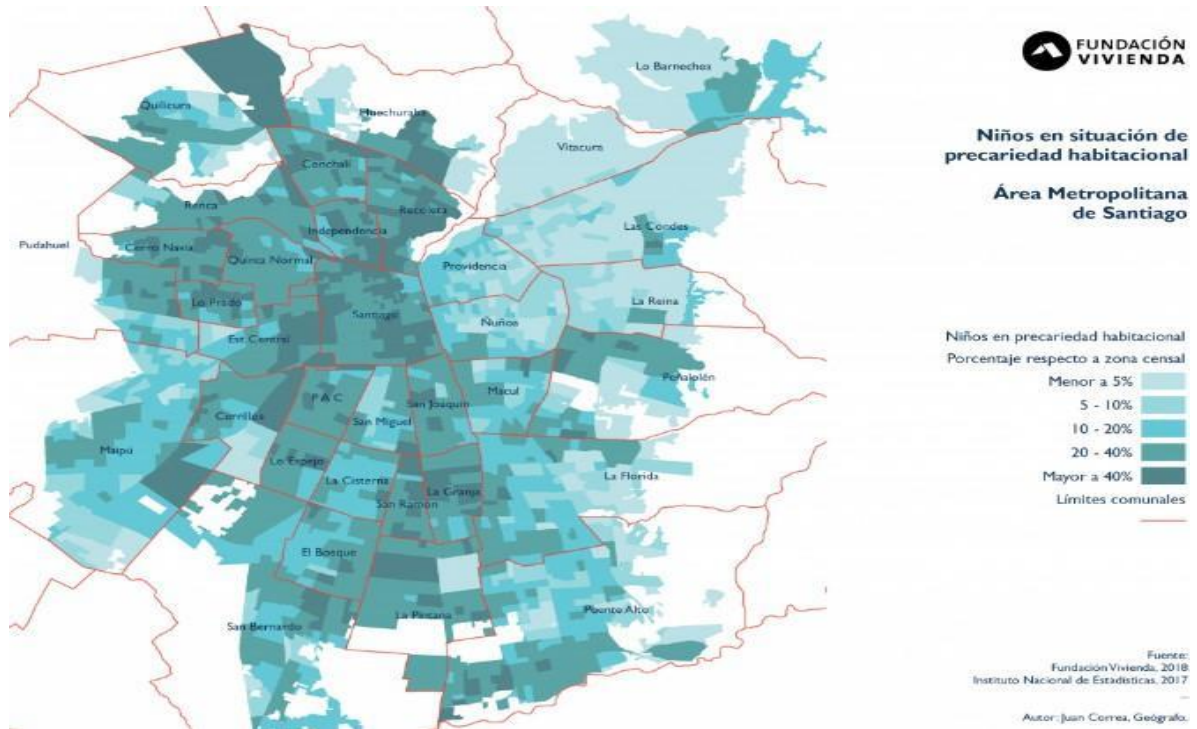 FUNDACIÓN
VIVIENDA
Niños en situación de
precariedad habitacional
Área Metropolitana
de Santiago
Niños en precariedad habitacional
Porcentaje respecto a zona censal
Menor a 5%
5 - 10%
10 - 20%
20 - 40%
Mayor a 40%
Límites comunales
Fuente:
Fundación Vivienda, 2018
Instituto Nacional de Estadísticas, 2017
Autor: Juan Correa, Geógrafo.
Lo Barnechea
Quilicura
Huechuraba
Vitacura
Conchalí
Renca
Recoleta
Las Condes
Independencia
Pudahuel
Cerro Navia
Quinta Normal
Providencia
Lo Prado
La Reina
Santiago
Ñuñoa
Est Central
Peñalolén
Macul
P A C
San Joaquín
Cerrillos
San Miguel
Maipú
Lo Espejo
La Florida
La Cisterna
La Granja
San Ramón
El Bosque
La Pintana
Puente Alto
San Bernardo